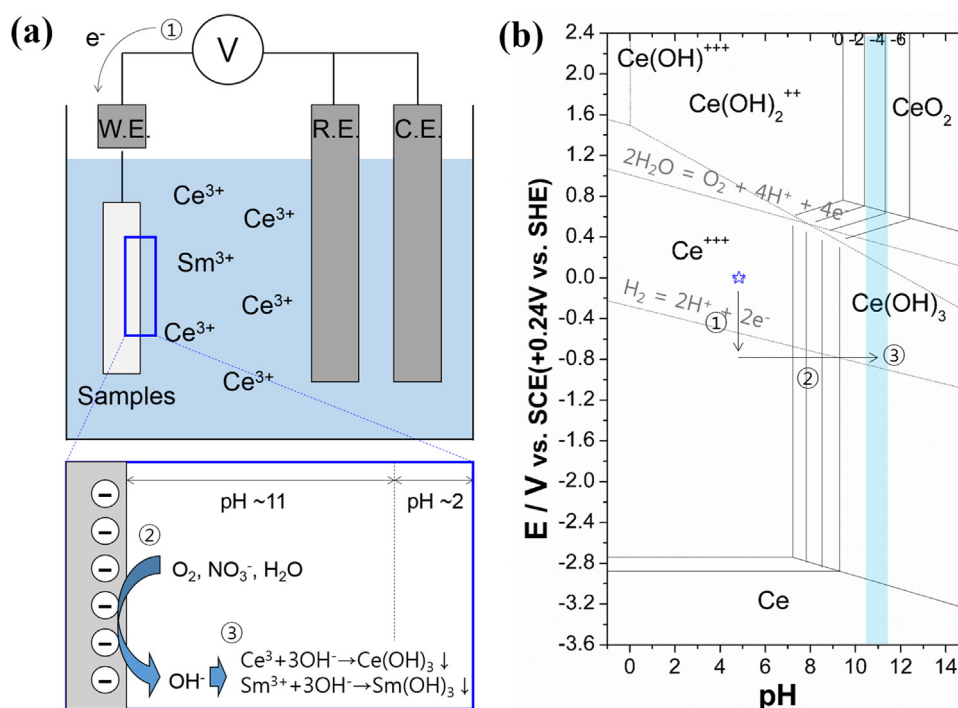 (a)
e⁻
①
V
W.E.
R.E.
C.E.
Ce³⁺
Ce³⁺
Sm³⁺
Ce³⁺
Ce³⁺
Ce³⁺
Samples
pH ~11
pH ~2
②
O₂, NO₃⁻, H₂O
③
OH⁻
Ce³+3OH⁻→Ce(OH)₃↓
Sm³⁺+3OH⁻→Sm(OH)₃↓
(b)
E / V vs. SCE(+0.24V vs. SHE)
2.4
2.0
1.6
1.2
0.8
0.4
0.0
-0.4
-0.8
-1.2
-1.6
-2.0
-2.4
-2.8
-3.2
-3.6
0 -2 -4 -6
Ce(OH)⁺⁺⁺
Ce(OH)₂⁺⁺
CeO₂
2H₂O = O₂ + 4H⁺ + 4e⁻
Ce⁺⁺⁺
Ce(OH)₃
H₂ = 2H⁺ + 2e⁻
①
②
③
Ce
0 2 4 6 8 10 12 14
pH